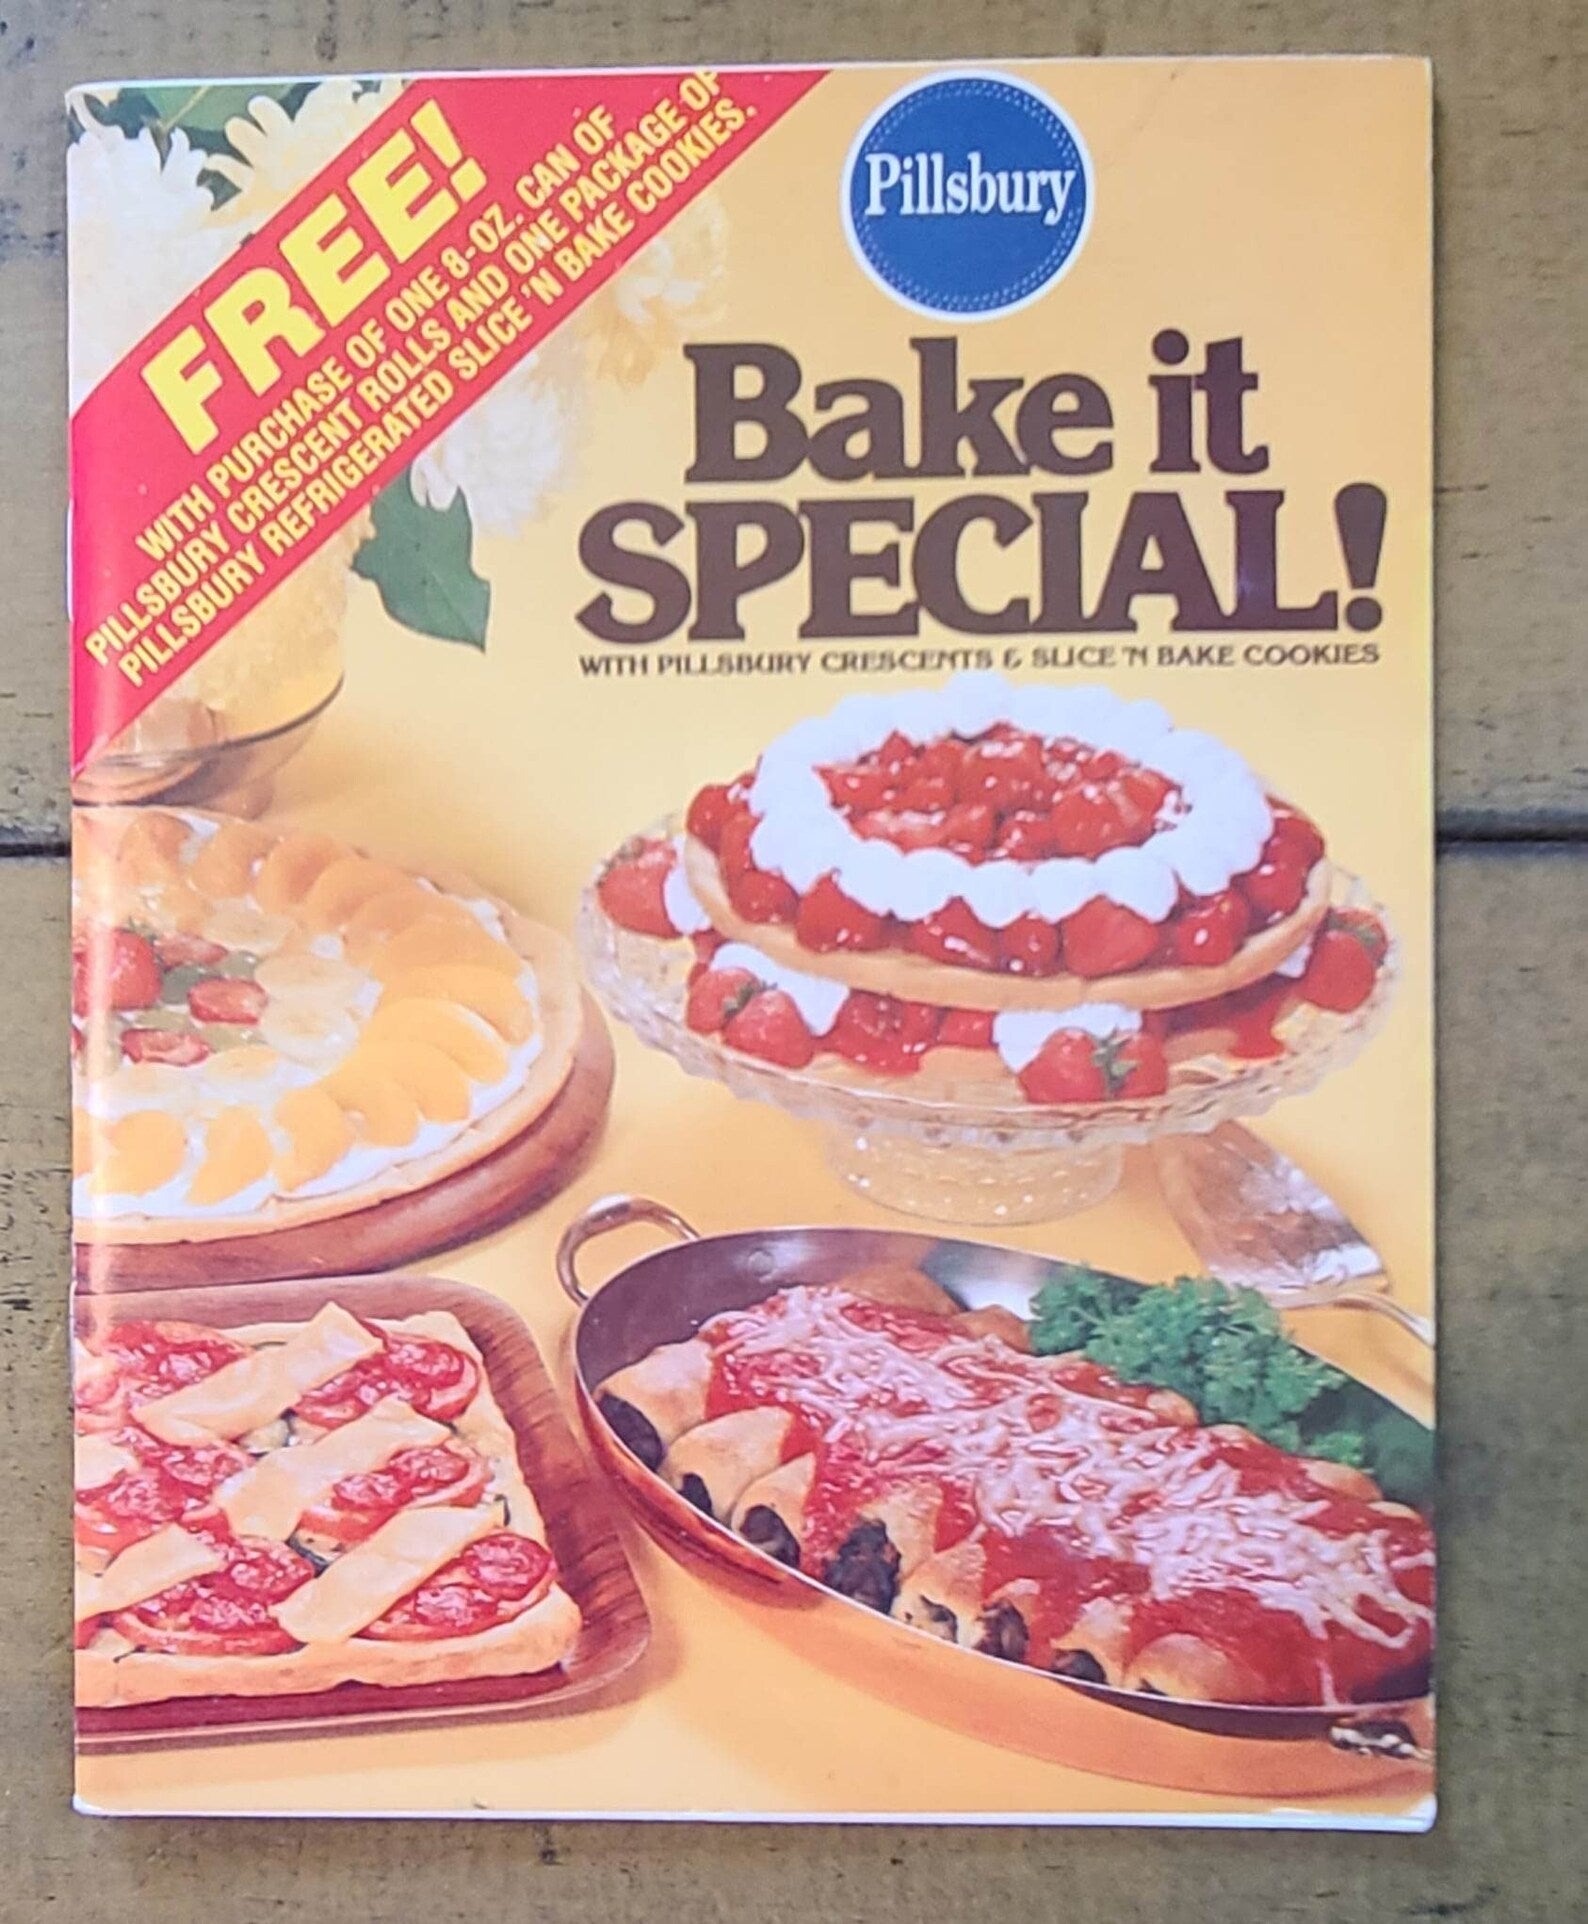 FREE!
WITH PURCHASE OF ONE 8-OZ. CAN OF
PILLSBURY CRESCENT ROLLS AND ONE PACKAGE OF
PILLSBURY REFRIGERATED SLICE 'N BAKE COOKIES.
Pillsbury
Bake it
SPECIAL!
WITH PILLSBURY CRESCENTS & SLICE 'N BAKE COOKIES